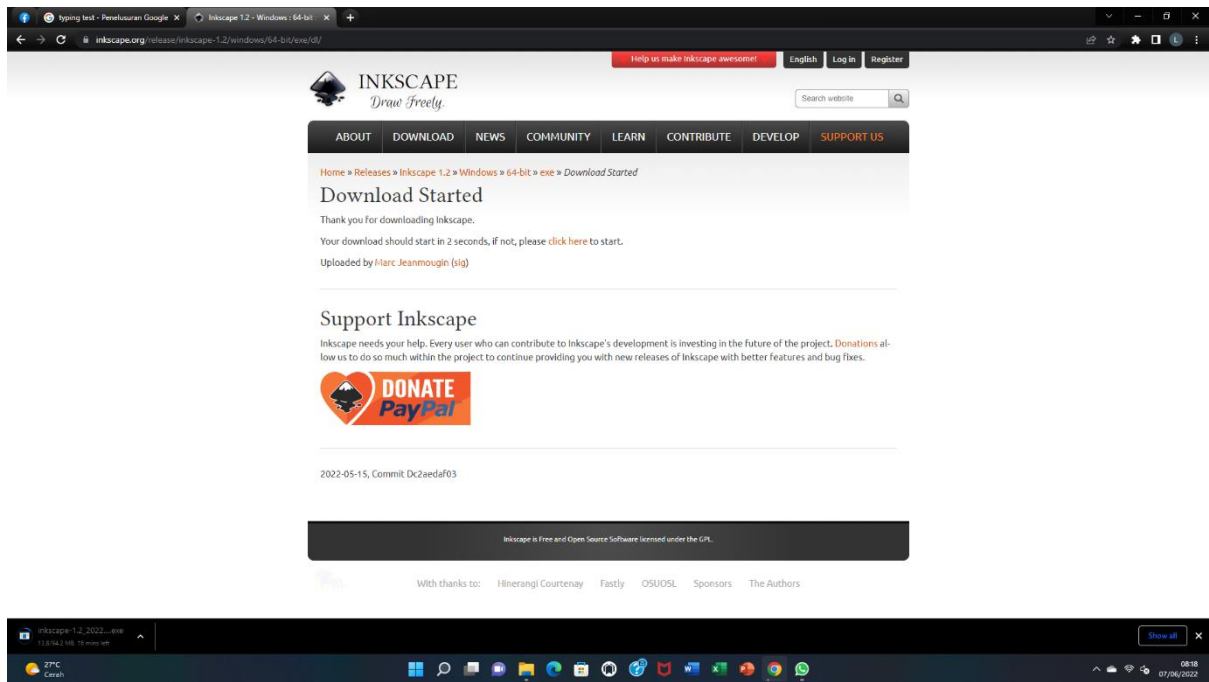 typing test - Penelusuran Google
Inkscape 1.2 - Windows : 64-bit
inkscape.org/release/inkscape-1.2/windows/64-bit/exe/dl/
Help us make Inkscape awesome!
English Log in Register
INKSCAPE
Draw Freely.
Search website
ABOUT DOWNLOAD NEWS COMMUNITY LEARN CONTRIBUTE DEVELOP SUPPORT US
Home » Releases » Inkscape 1.2 » Windows » 64-bit » exe » Download Started
Download Started
Thank you for downloading Inkscape.
Your download should start in 2 seconds, if not, please click here to start.
Uploaded by Marc Jeanmougin (sig)
Support Inkscape
Inkscape needs your help. Every user who can contribute to Inkscape's development is investing in the future of the project. Donations al-
low us to do so much within the project to continue providing you with new releases of Inkscape with better features and bug fixes.
DONATE
PayPal
2022-05-15, Commit Dc2aedaf03
Inkscape is Free and Open Source Software licensed under the GPL.
With thanks to: Hinerangi Courtenay Fastly OSUOSL Sponsors The Authors
inkscape-1.2_2022....exe
Show all
27°C
Cerah
08:18
07/06/2022